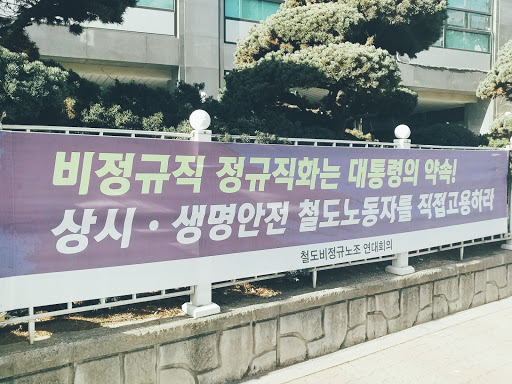 비정규직 정규직화는 대통령의 약속!
상시·생명안전 철도노동자를 직접고용하라
철도비정규노조 연대회의